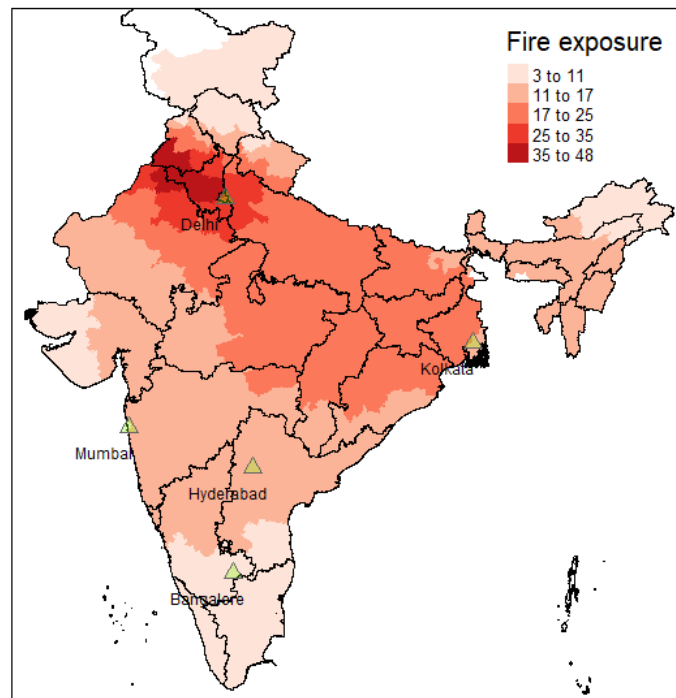 Fire exposure
3 to 11
11 to 17
17 to 25
25 to 35
35 to 48
Delhi
Kolkata
Mumbai
Hyderabad
Bangalore